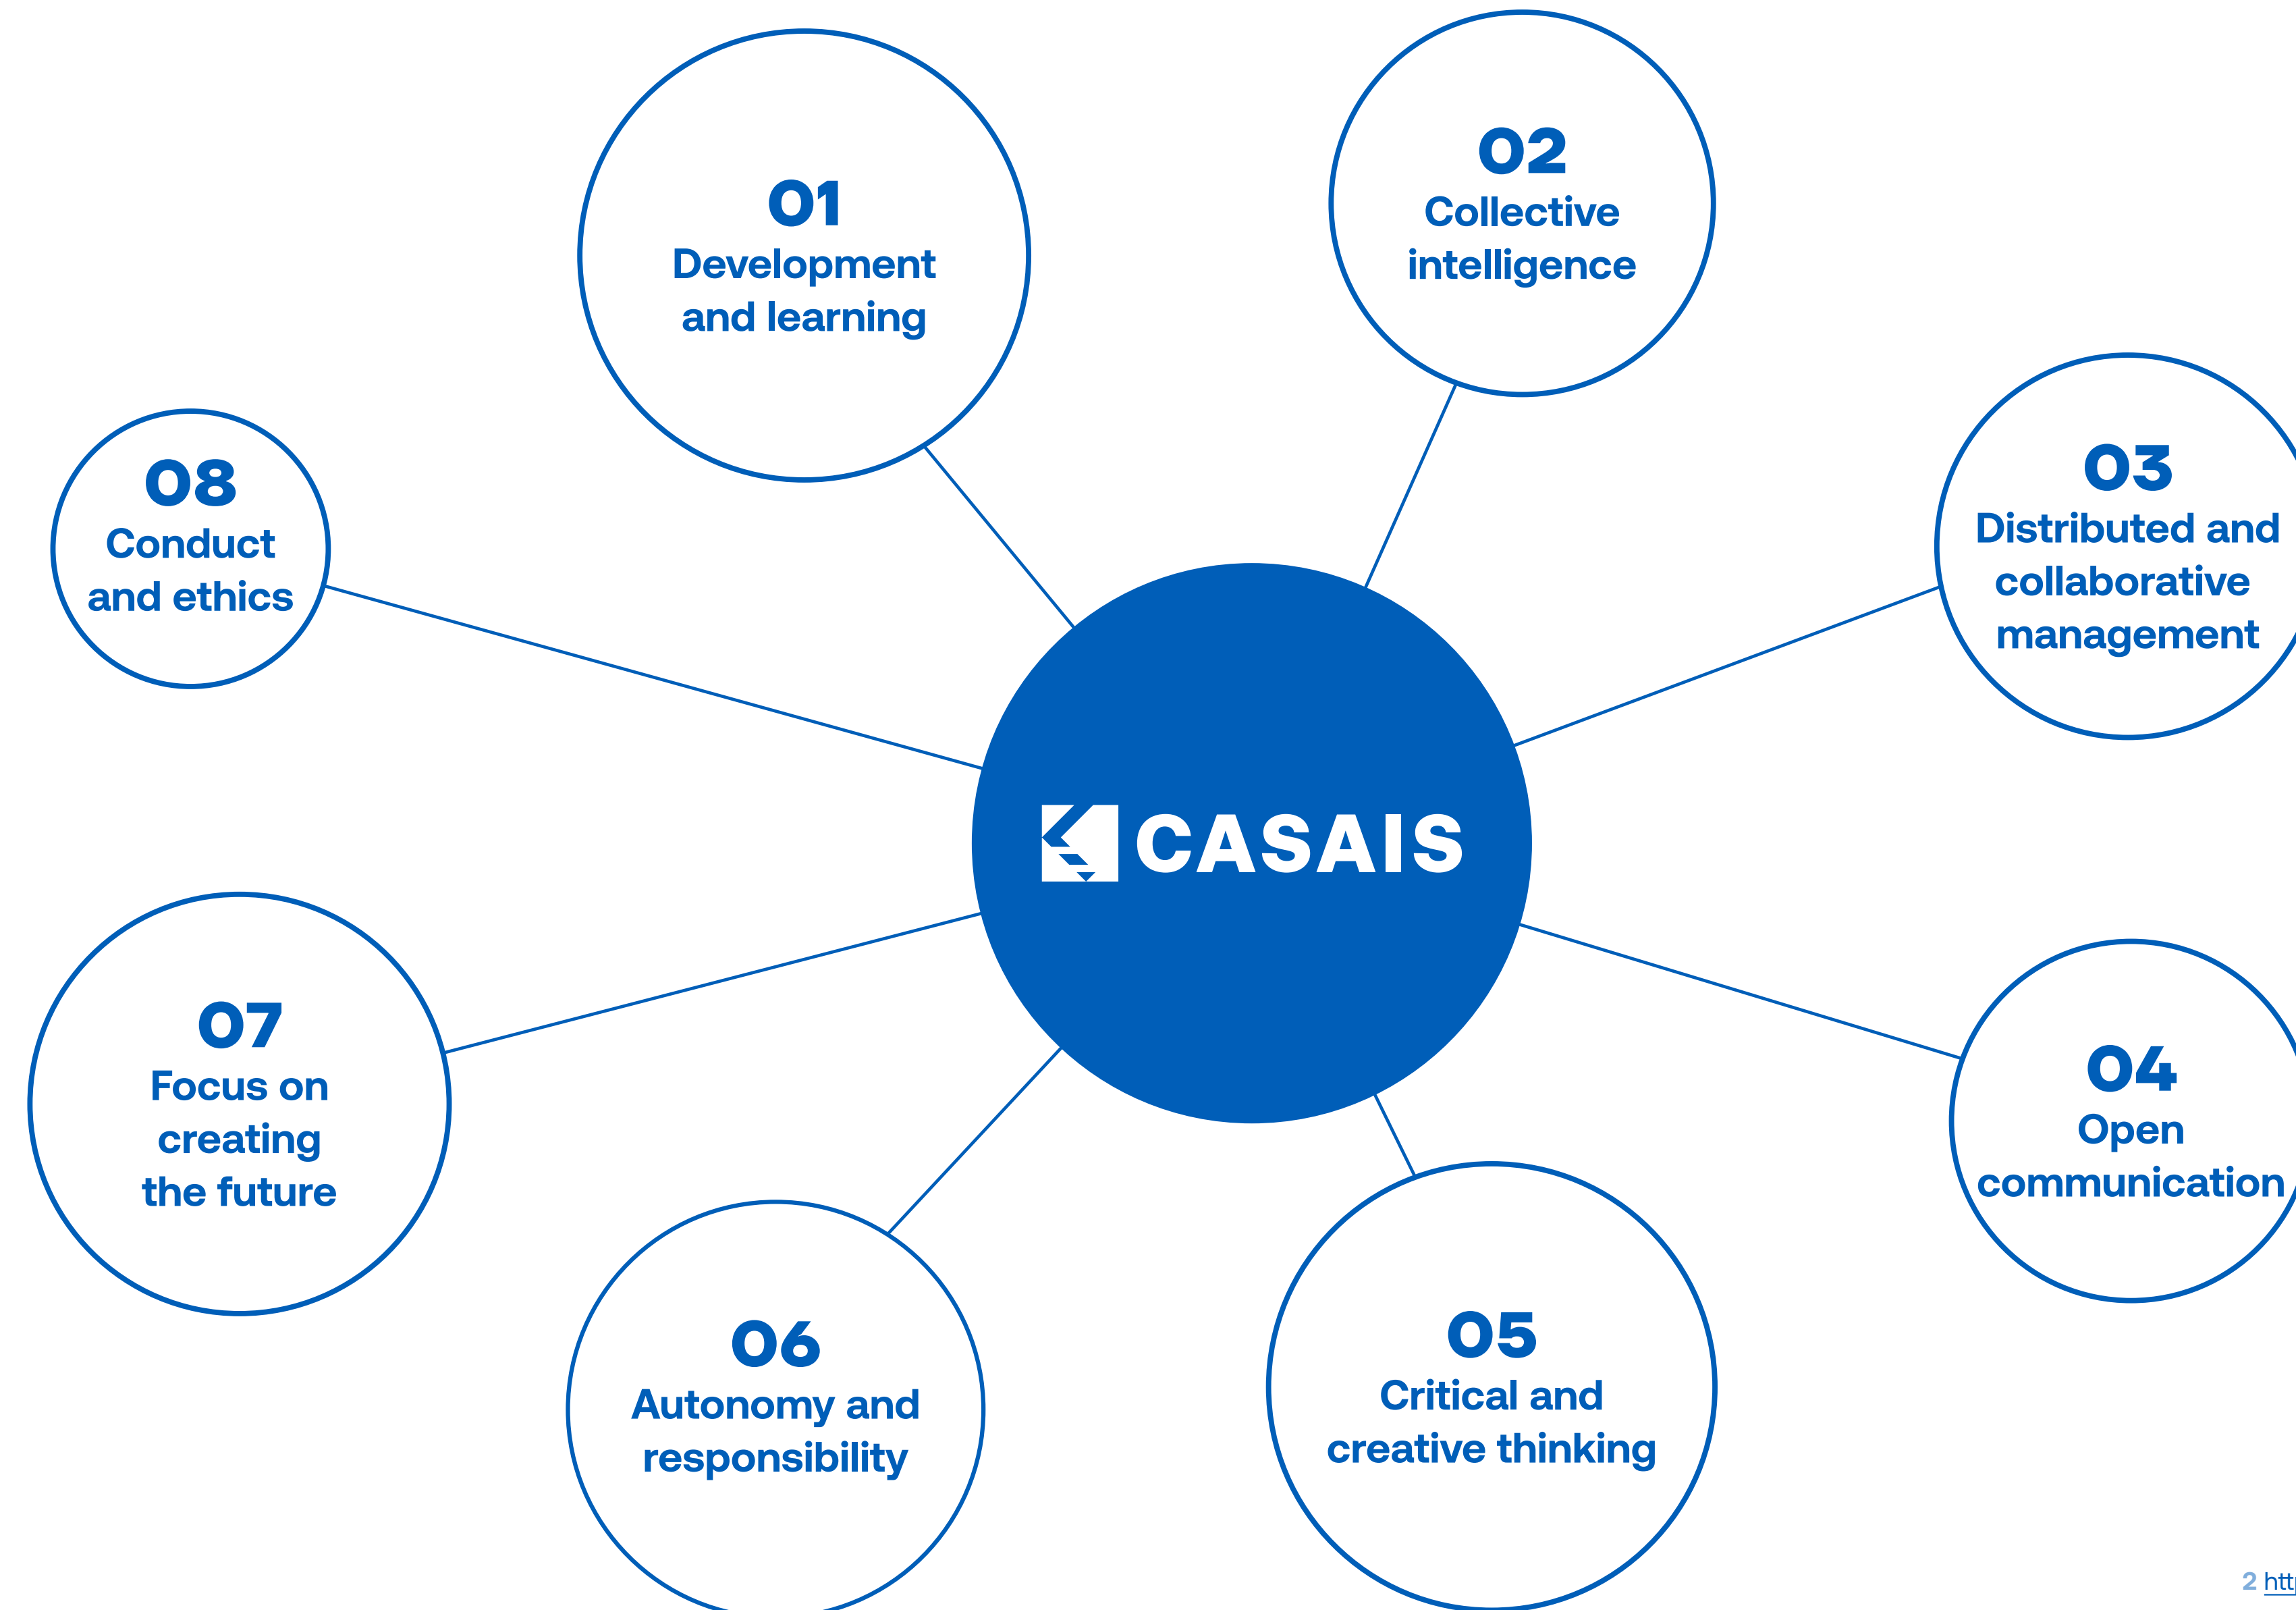 01
Development
and learning
02
Collective
intelligence
03
Distributed and
collaborative
management
04
Open
communication
05
Critical and
creative thinking
06
Autonomy and
responsibility
07
Focus on
creating
the future
08
Conduct
and ethics
CASAIS
2